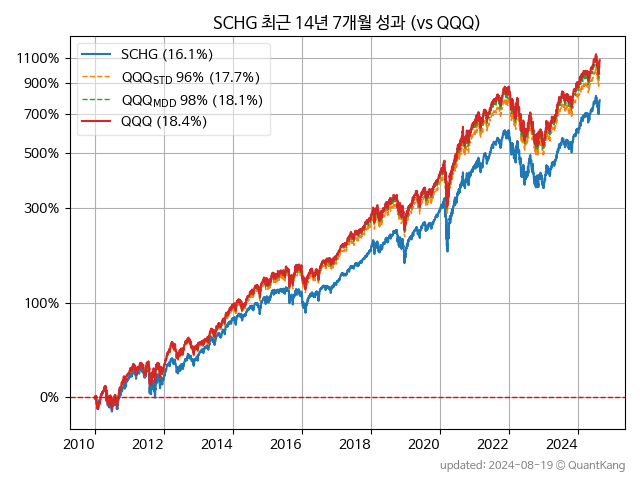 SCHG 최근 14년 7개월 성과 (vs QQQ)
SCHG (16.1%)
QQQSTD 96% (17.7%)
QQQMDD 98% (18.1%)
QQQ (18.4%)
1100%
900%
700%
500%
300%
100%
0%
2010 2012 2014 2016 2018 2020 2022 2024
updated: 2024-08-19 © QuantKang